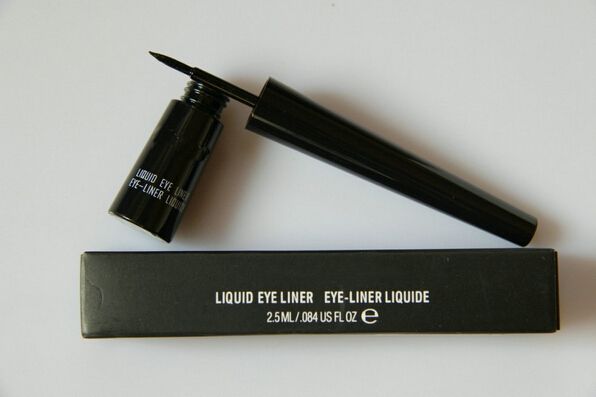 LIQUID EYE LINER
EYE-LINER LIQUIDE
LIQUID EYE LINER EYE-LINER LIQUIDE
2.5 ML/.084 US FL OZ ℮